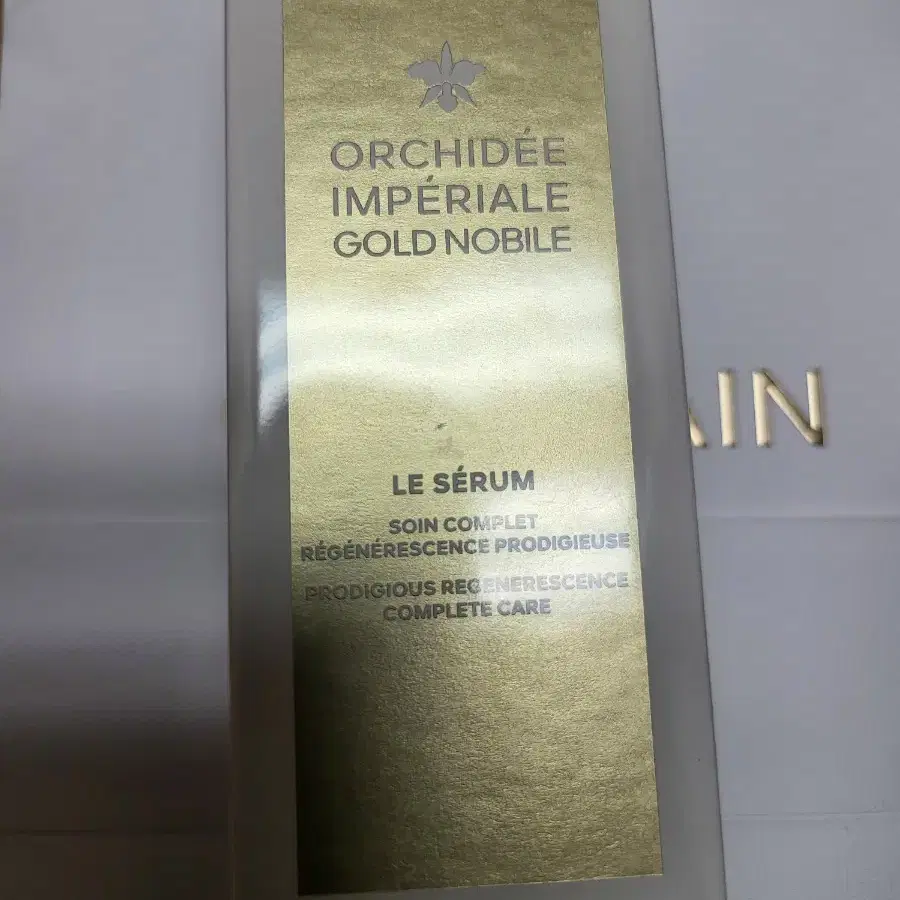 ORCHIDÉE
IMPÉRIALE
GOLD NOBILE
LE SÉRUM
SOIN COMPLET
RÉGÉNÉRESCENCE PRODIGIEUSE
PRODIGIOUS REGENERESCENCE
COMPLETE CARE
AIN